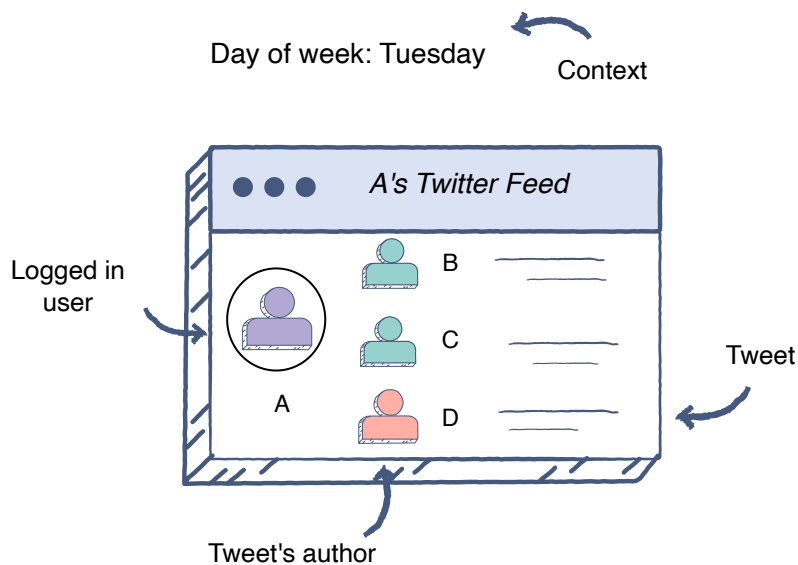 Day of week: Tuesday
Context
A's Twitter Feed
Logged in
user
A
B
C
D
Tweet
Tweet's author